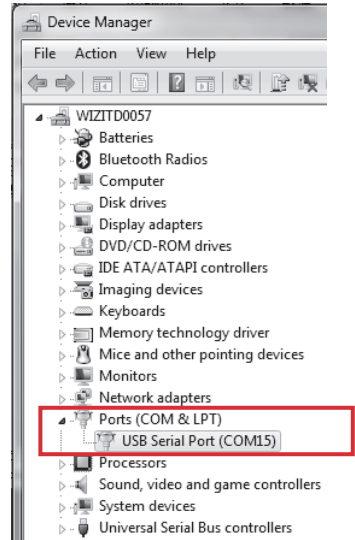 Device Manager
File Action View Help
WIZITD0057
Batteries
Bluetooth Radios
Computer
Disk drives
Display adapters
DVD/CD-ROM drives
IDE ATA/ATAPI controllers
Imaging devices
Keyboards
Memory technology driver
Mice and other pointing devices
Monitors
Network adapters
Ports (COM & LPT)
USB Serial Port (COM15)
Processors
Sound, video and game controllers
System devices
Universal Serial Bus controllers